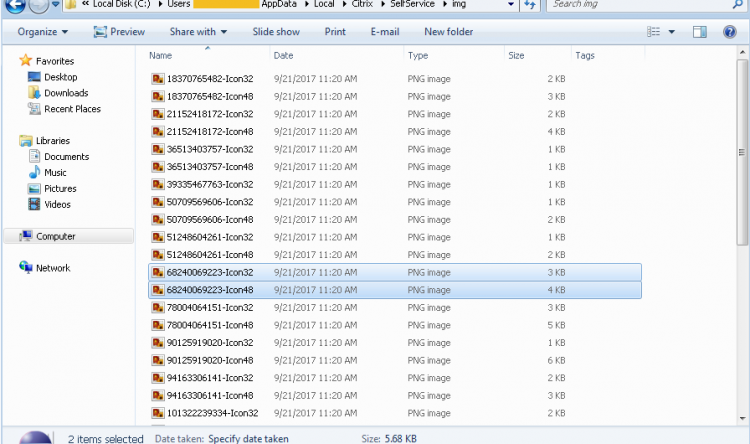 « Local Disk (C:) Users AppData Local Citrix SelfService img Search img
Organize Preview Share with Slide show Print E-mail New folder
Name Date Type Size Tags
Favorites
Desktop
Downloads
Recent Places
Libraries
Documents
Music
Pictures
Videos
Computer
Network
18370765482-Icon32 9/21/2017 11:20 AM PNG image 2 KB
18370765482-Icon48 9/21/2017 11:20 AM PNG image 3 KB
21152418172-Icon32 9/21/2017 11:20 AM PNG image 2 KB
21152418172-Icon48 9/21/2017 11:20 AM PNG image 4 KB
36513403757-Icon32 9/21/2017 11:20 AM PNG image 1 KB
36513403757-Icon48 9/21/2017 11:20 AM PNG image 1 KB
39335467763-Icon32 9/21/2017 11:20 AM PNG image 1 KB
50709569606-Icon32 9/21/2017 11:20 AM PNG image 1 KB
50709569606-Icon48 9/21/2017 11:20 AM PNG image 2 KB
51248604261-Icon32 9/21/2017 11:20 AM PNG image 1 KB
51248604261-Icon48 9/21/2017 11:20 AM PNG image 2 KB
68240069223-Icon32 9/21/2017 11:20 AM PNG image 3 KB
68240069223-Icon48 9/21/2017 11:20 AM PNG image 4 KB
78004064151-Icon32 9/21/2017 11:20 AM PNG image 3 KB
78004064151-Icon48 9/21/2017 11:20 AM PNG image 5 KB
90125919020-Icon32 9/21/2017 11:20 AM PNG image 1 KB
90125919020-Icon48 9/21/2017 11:20 AM PNG image 6 KB
94163306141-Icon32 9/21/2017 11:20 AM PNG image 2 KB
94163306141-Icon48 9/21/2017 11:20 AM PNG image 3 KB
101322239334-Icon32 9/21/2017 11:20 AM PNG image 2 KB
2 items selected Date taken: Specify date taken Size: 5.68 KB